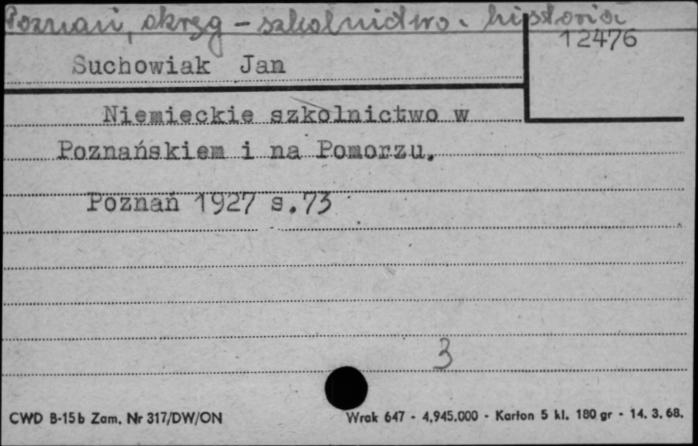 Poznań, okręg - szkolnictwo - historia
12476
Suchowiak Jan
Niemieckie szkolnictwo w
Poznańskiem i na Pomorzu.
Poznań 1927 s.73
3
CWD B-15b Zam. Nr 317/DW/ON Wrak 647 - 4.945.000 - Karton 5 kl. 180 gr - 14. 3. 68.